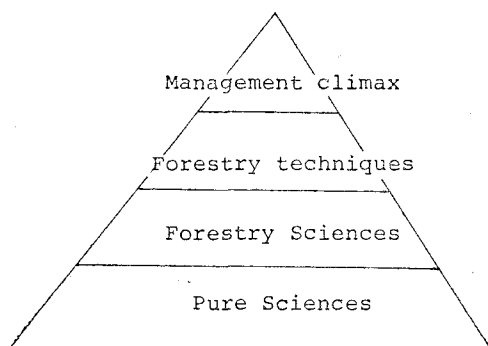 Management climax
Forestry techniques
Forestry Sciences
Pure Sciences